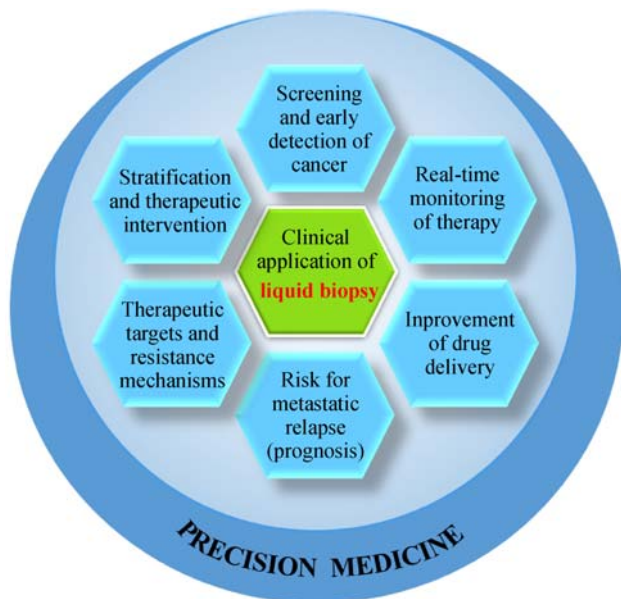 Screening
and early
detection of
cancer
Stratification
and therapeutic
intervention
Real-time
monitoring
of therapy
Clinical
application of
liquid biopsy
Therapeutic
targets and
resistance
mechanisms
Inprovement
of drug
delivery
Risk for
metastatic
relapse
(prognosis)
PRECISION MEDICINE